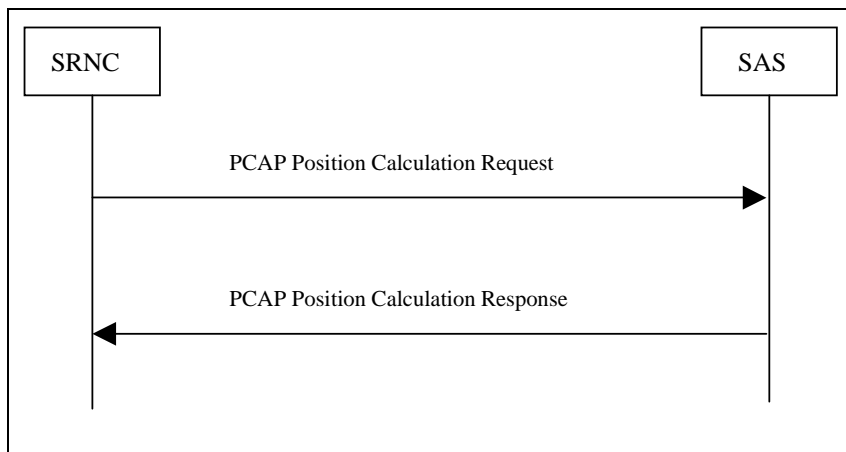 SRNC
SAS
PCAP Position Calculation Request
PCAP Position Calculation Response